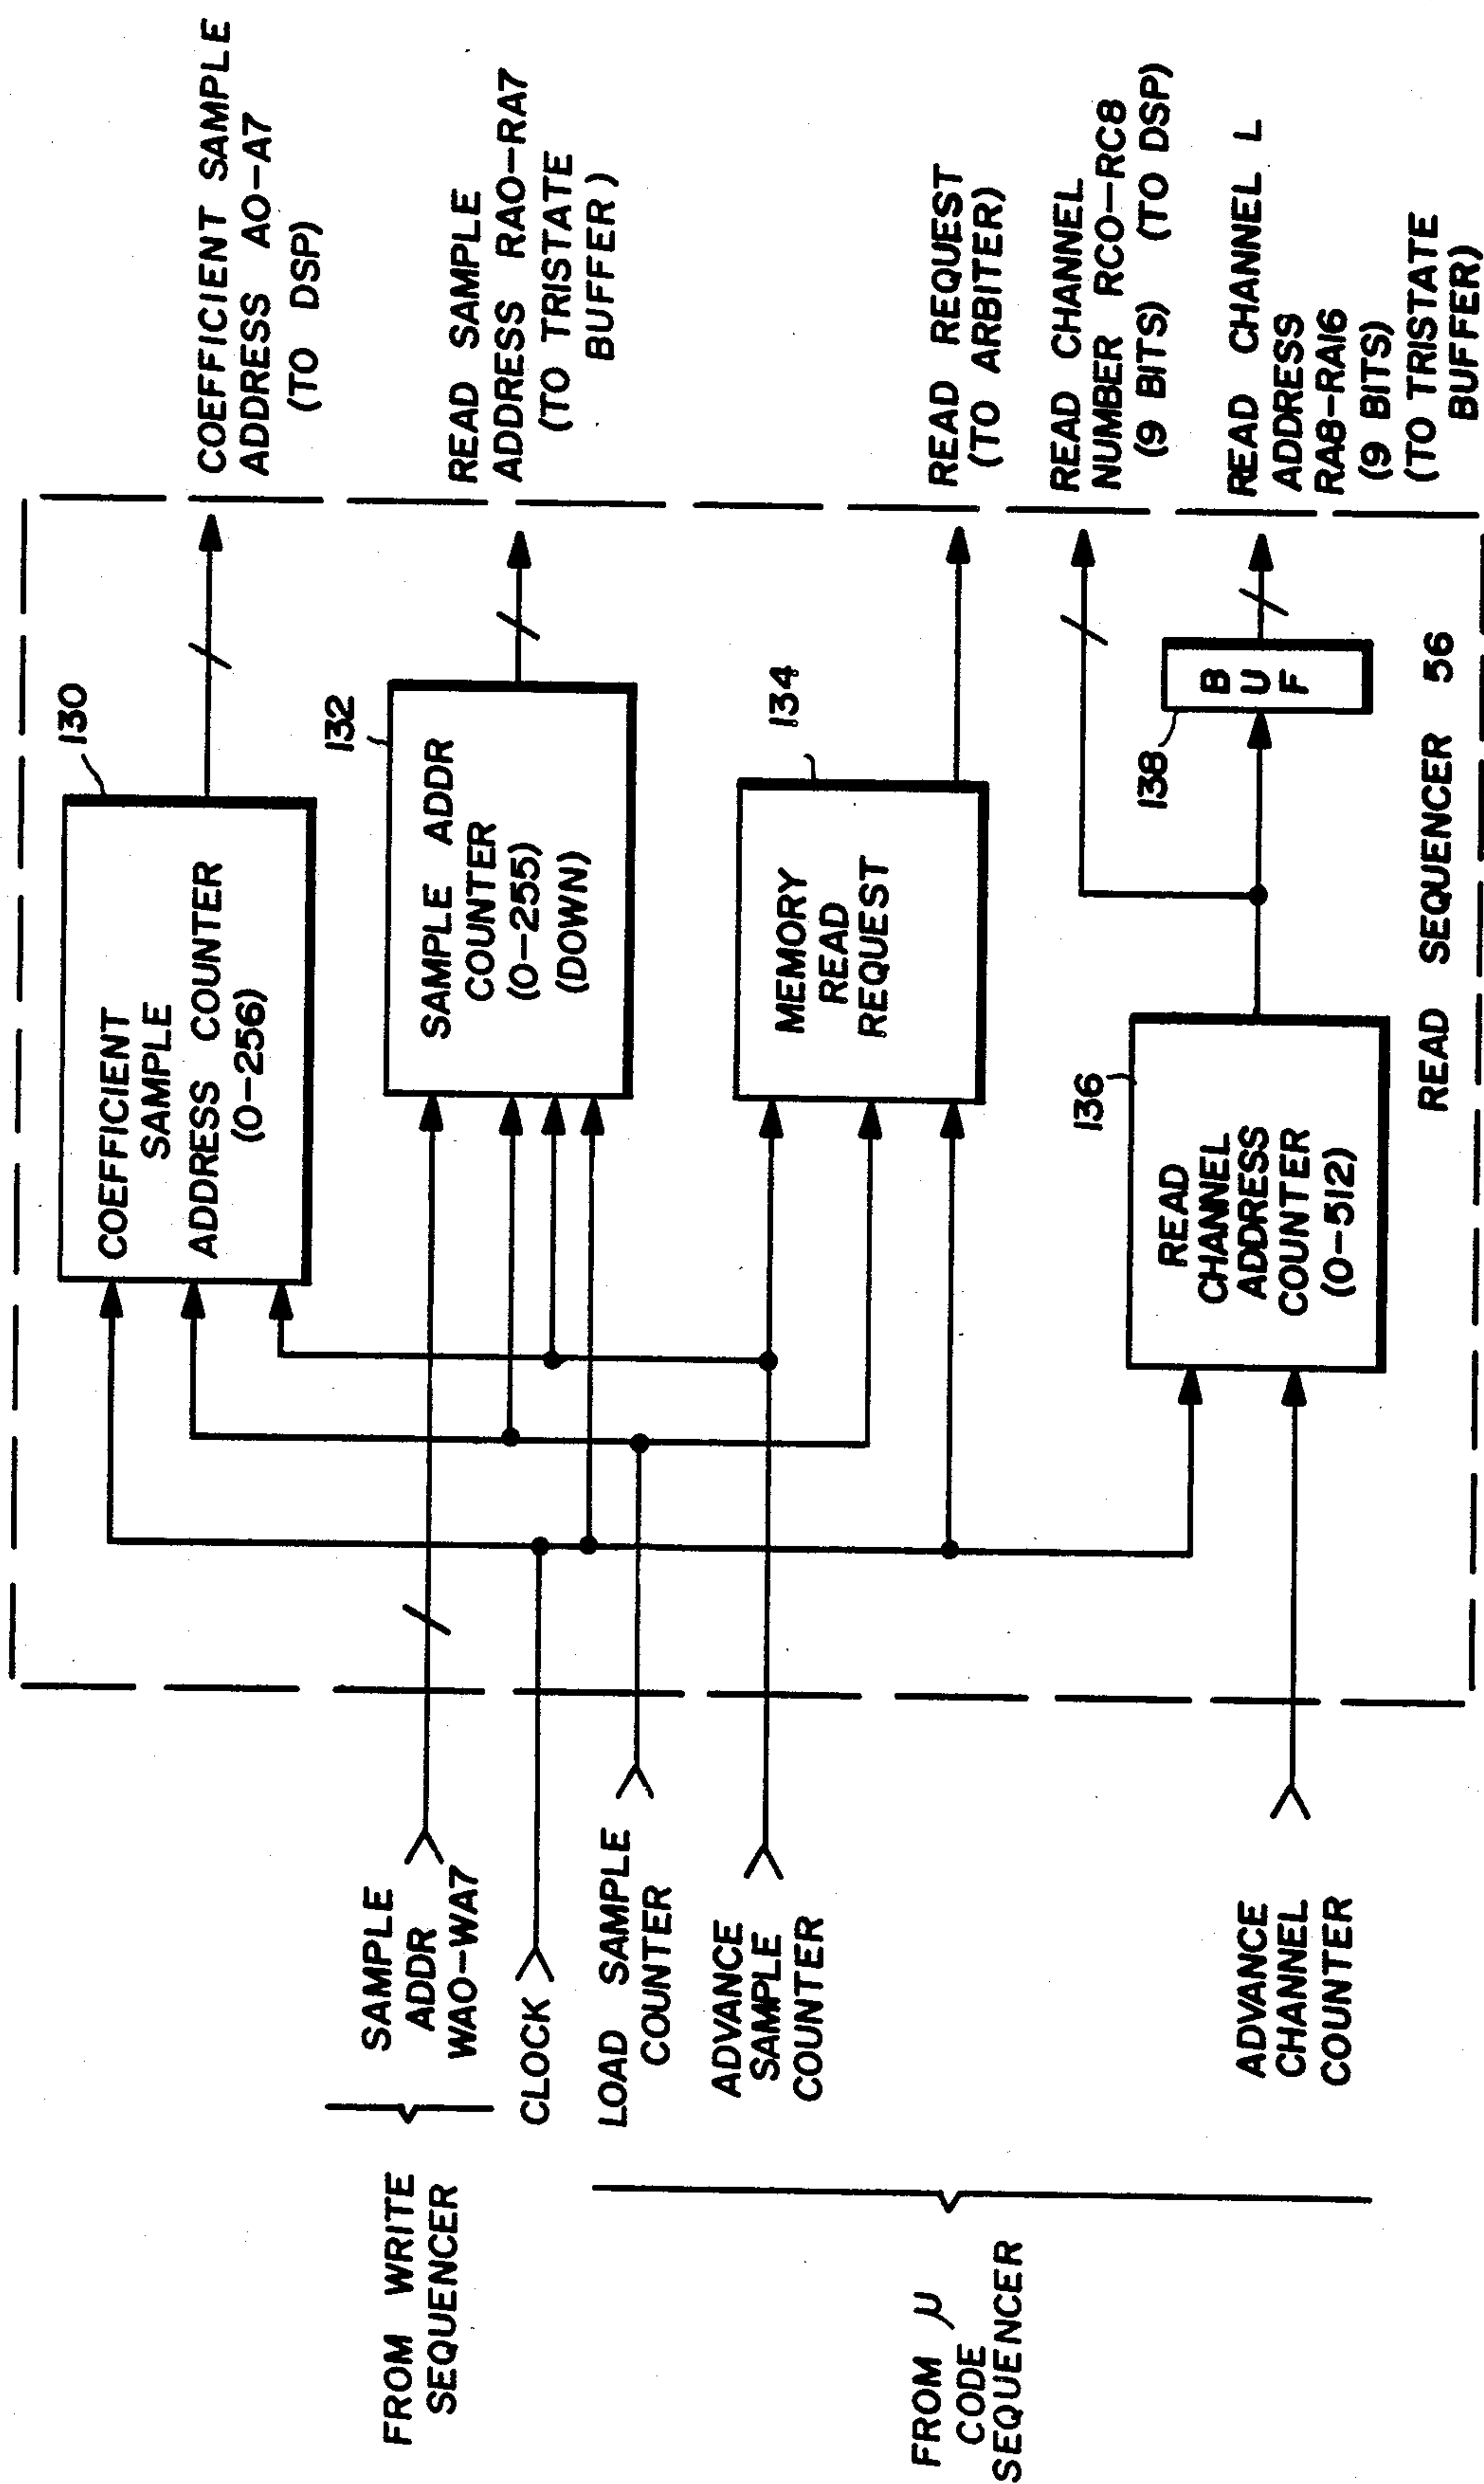 FROM WRITE
SEQUENCER
SAMPLE
ADDR
WA0-WA7
CLOCK
FROM μ
CODE
SEQUENCER
LOAD SAMPLE
COUNTER
ADVANCE
SAMPLE
COUNTER
ADVANCE
CHANNEL
COUNTER
130
COEFFICIENT
SAMPLE
ADDRESS COUNTER
(0-256)
132
SAMPLE ADDR
COUNTER
(0-255)
(DOWN)
134
MEMORY
READ
REQUEST
136
READ
CHANNEL
ADDRESS
COUNTER
(0-512)
138
BUF
READ SEQUENCER 56
COEFFICIENT SAMPLE
ADDRESS A0-A7
(TO DSP)
READ SAMPLE
ADDRESS RA0-RA7
(TO TRISTATE
BUFFER)
READ REQUEST
(TO ARBITER)
READ CHANNEL
NUMBER RC0-RC8
(9 BITS) (TO DSP)
READ CHANNEL L
ADDRESS
RA8-RA16
(9 BITS)
(TO TRISTATE
BUFFER)